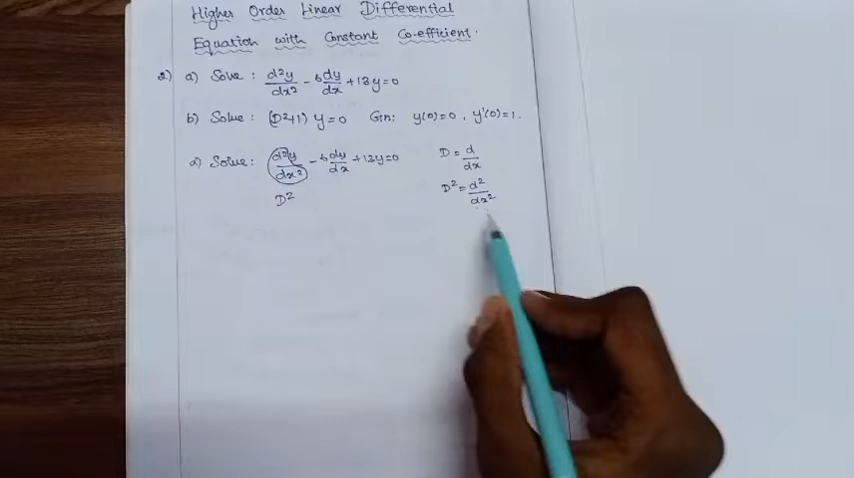 Higher Order Linear Differential
Equation with Constant Co-efficient.
2) a) Solve : d²y/dx² - 6dy/dx + 13y=0
b) Solve : (D²+1) y=0 Gn: y(0)=0, y'(0)=1.
a) Solve : d²y/dx² - 6dy/dx + 13y=0 D = d/dx
D² D² = d²/dx²